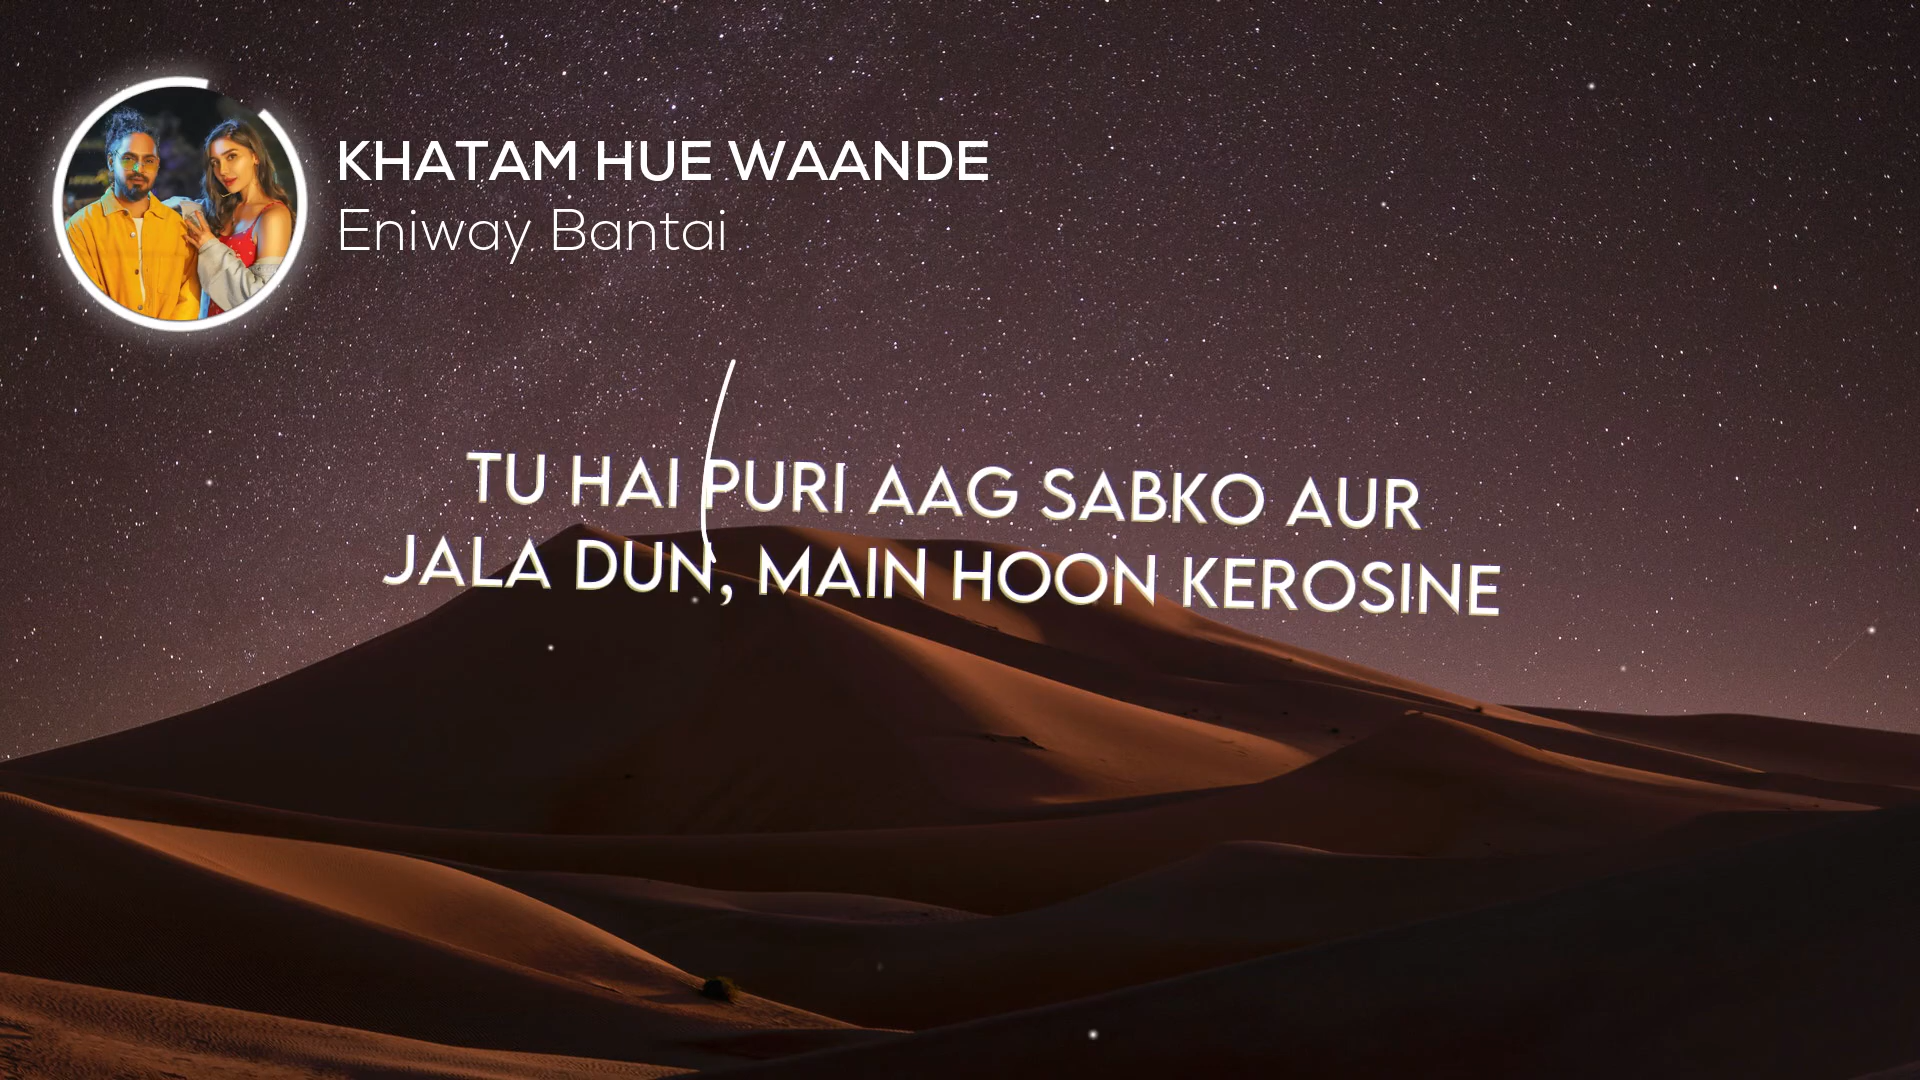 KHATAM HUE WAANDE
Eniway Bantai
TU HAI PURI AAG SABKO AUR
JALA DUN, MAIN HOON KEROSINE